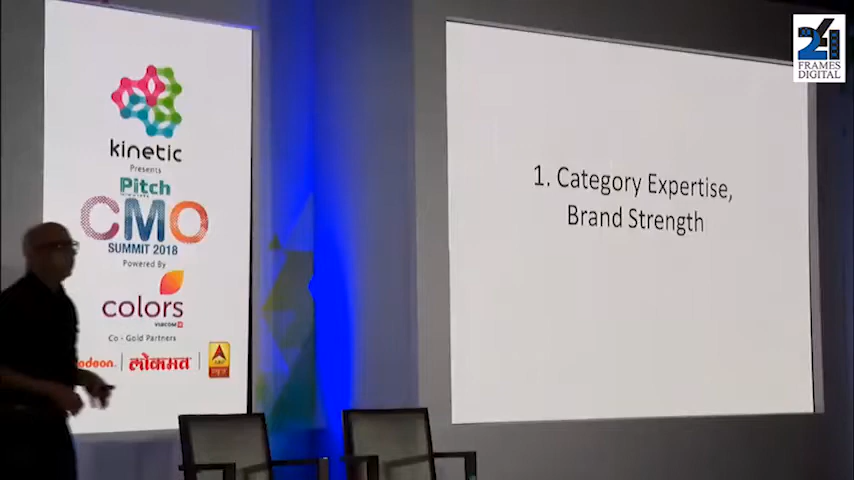 kinetic
Presents
Pitch
CMO
SUMMIT 2018
Powered By
colors
VIACOM18
Co - Gold Partners
odeon.
लोकमत
1. Category Expertise,
Brand Strength
24
FRAMES
DIGITAL